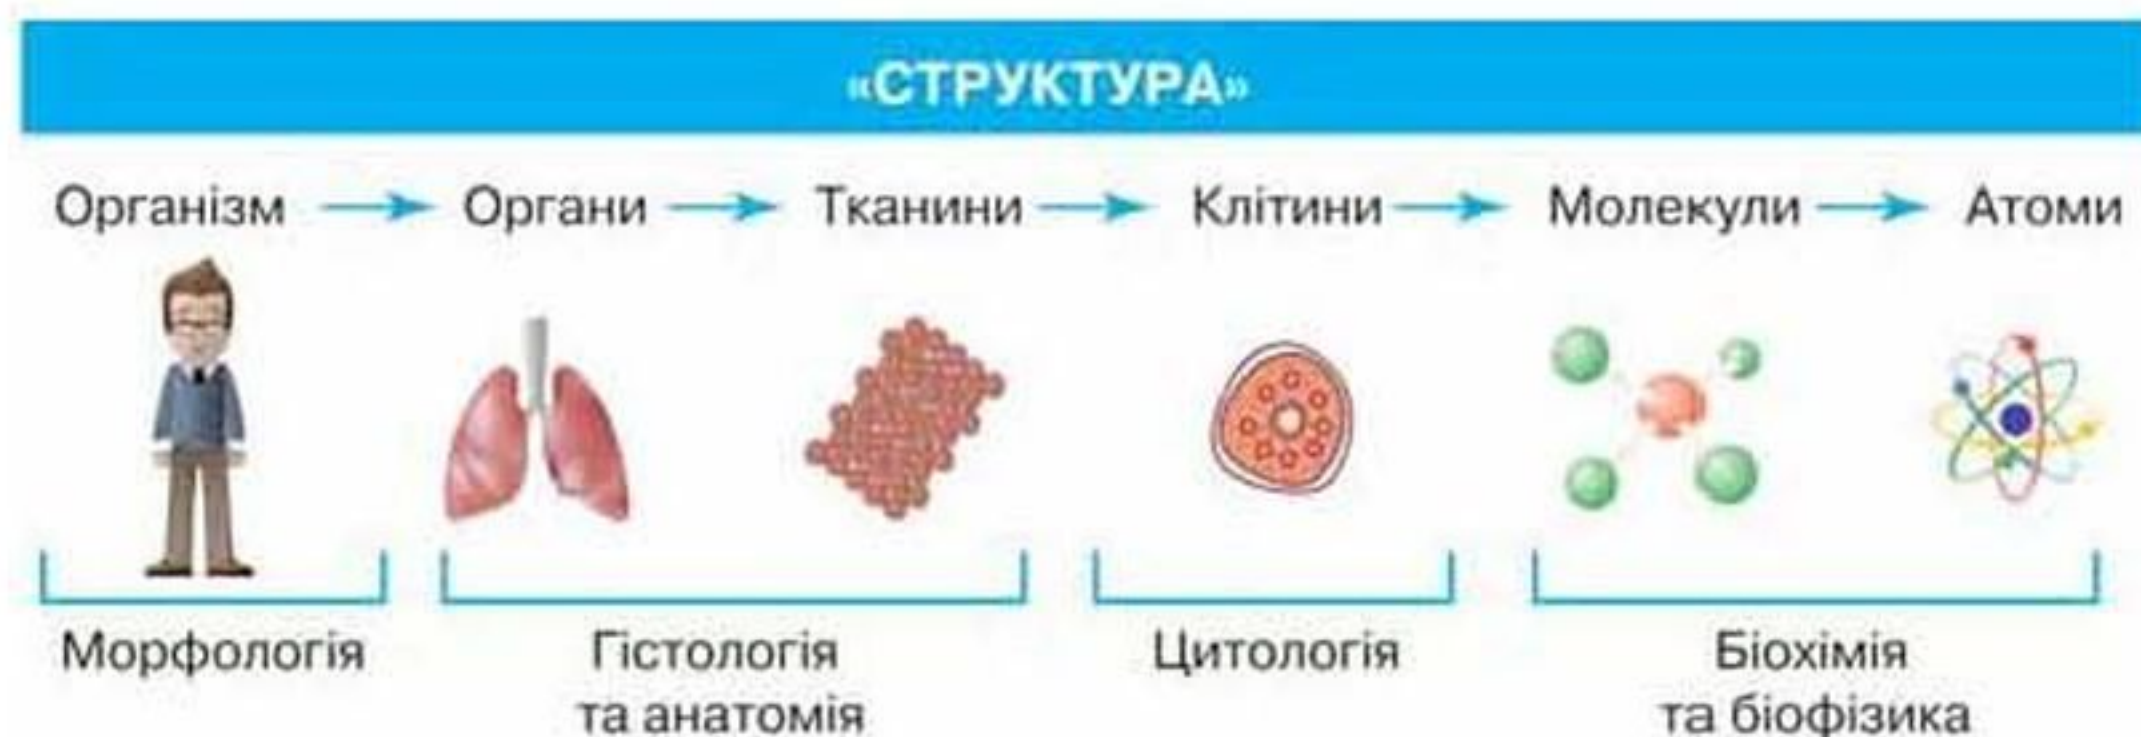 «СТРУКТУРА»
Організм → Органи → Тканини → Клітини → Молекули → Атоми
Морфологія
Гістологія
та анатомія
Цитологія
Біохімія
та біофізика